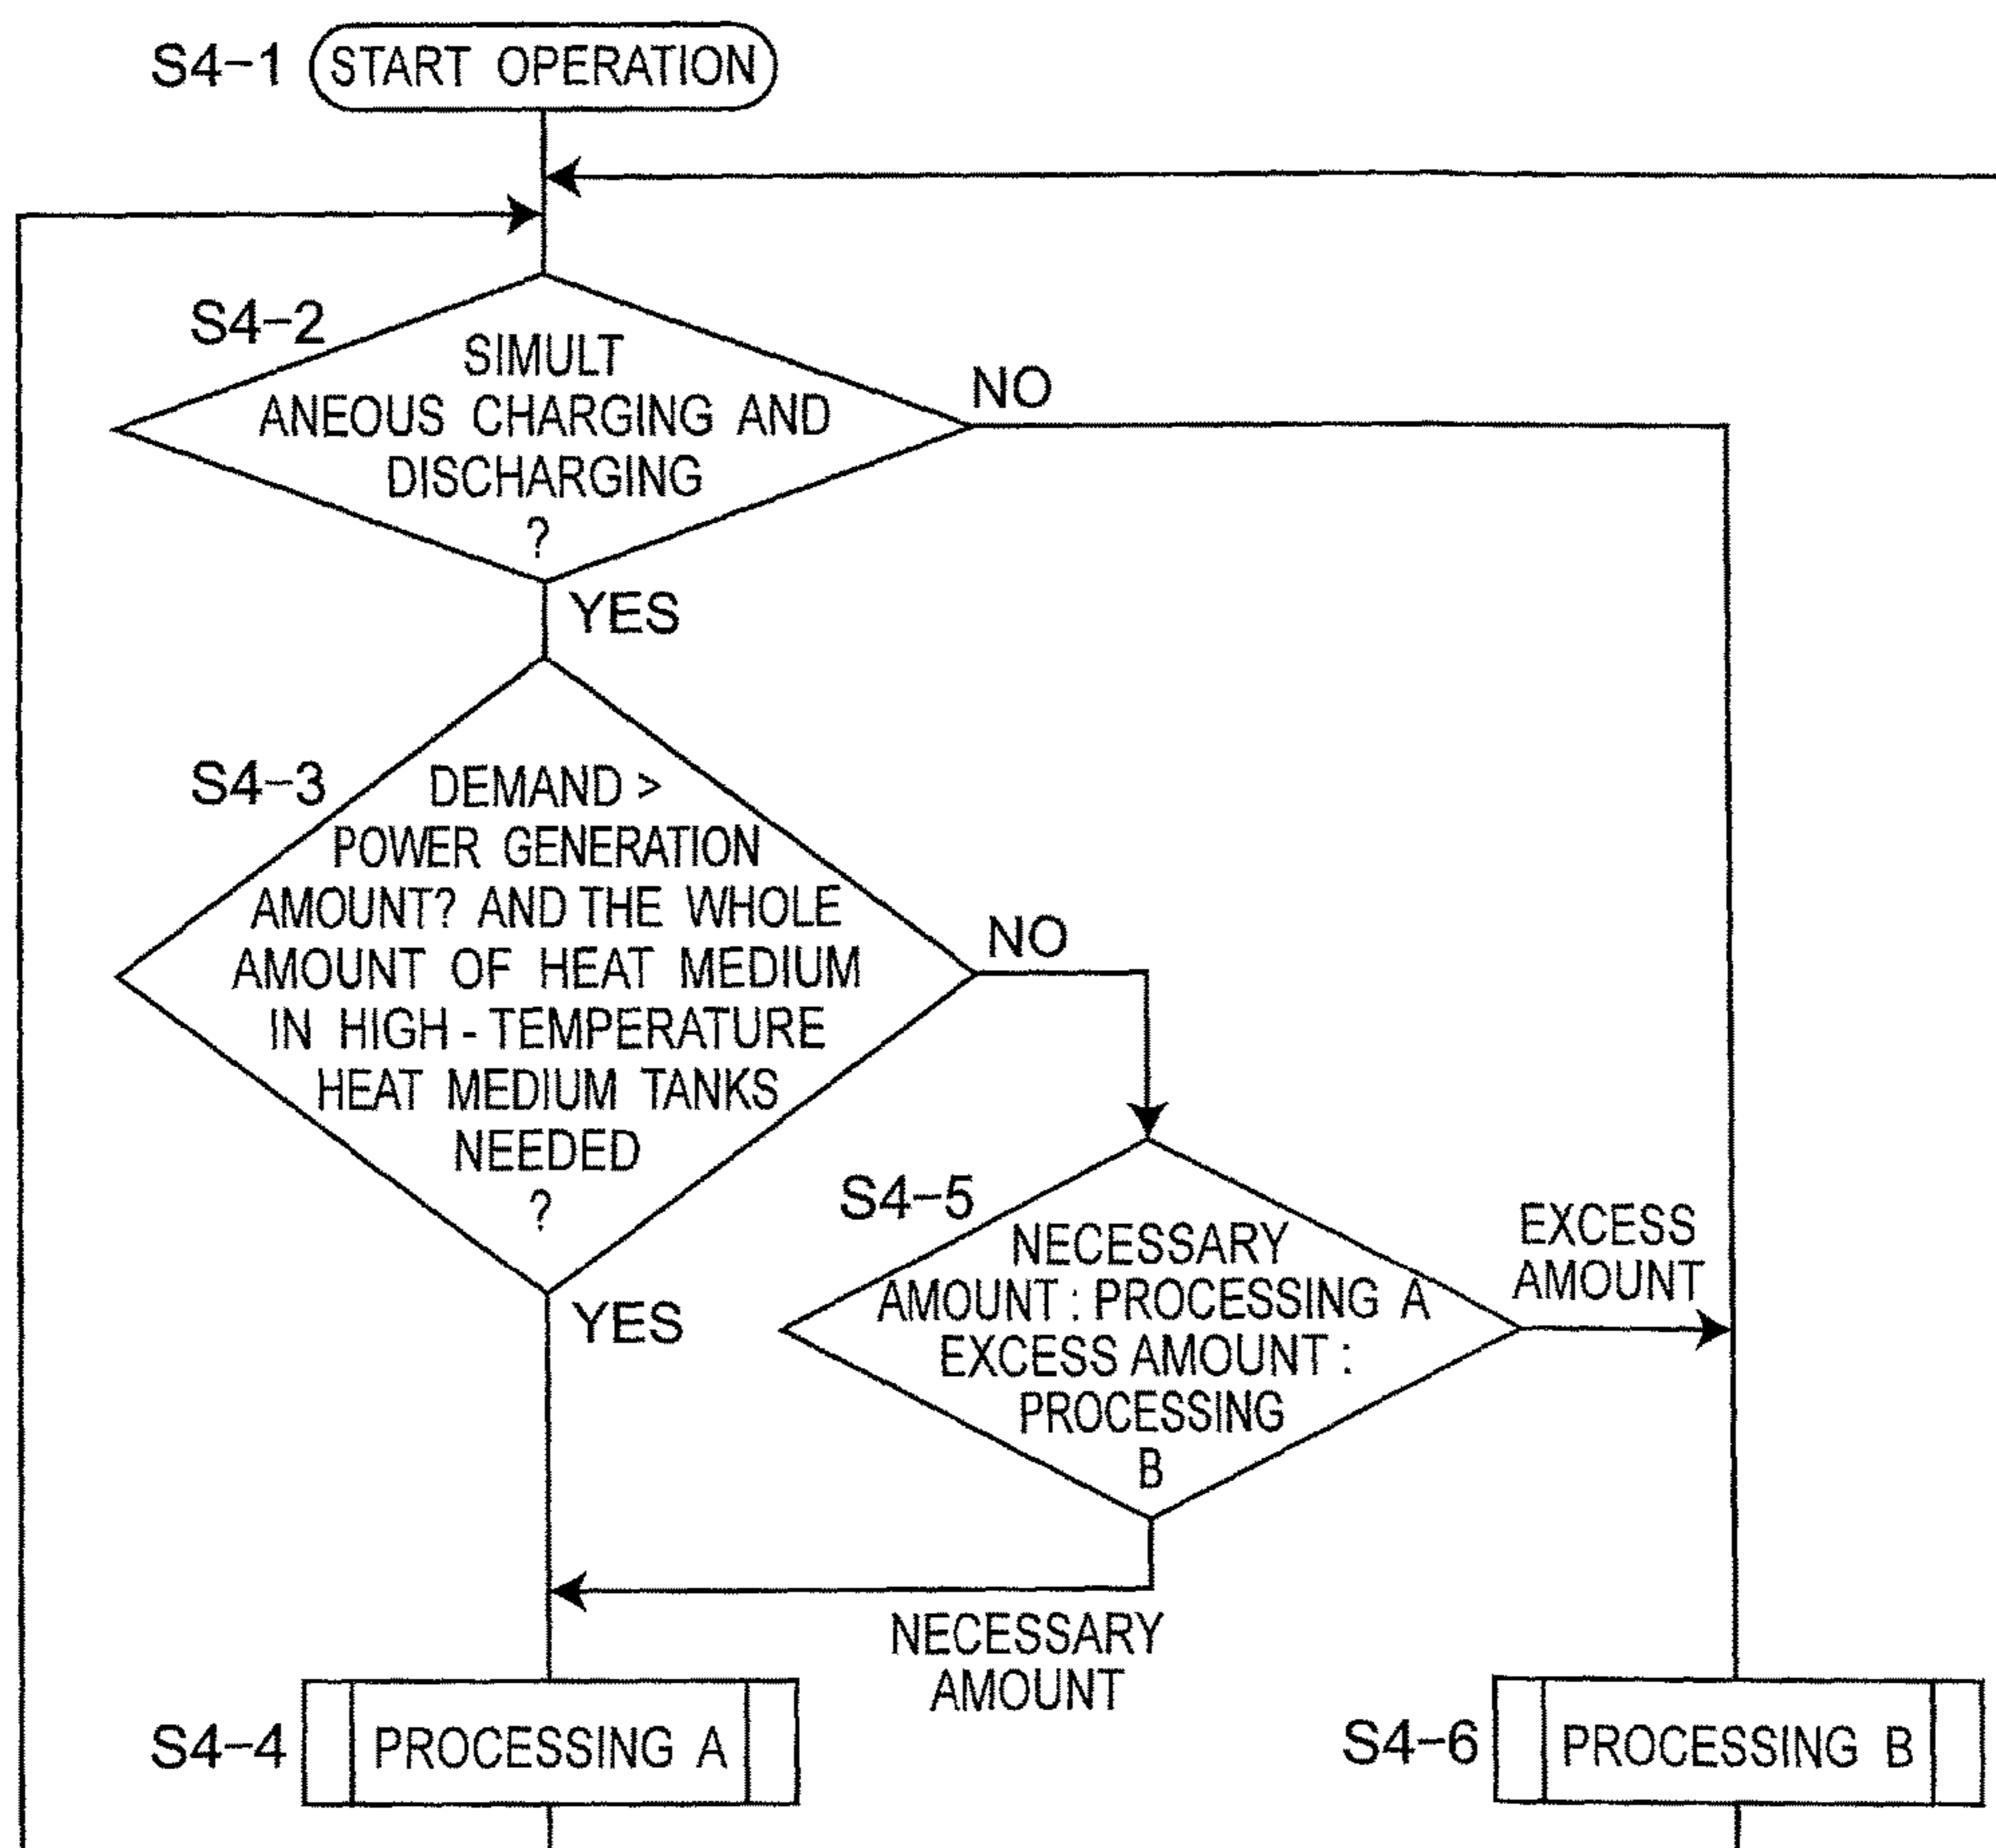 S4-1 START OPERATION
S4-2
SIMULT
ANEOUS CHARGING AND
DISCHARGING
?
NO
YES
S4-3
DEMAND >
POWER GENERATION
AMOUNT? AND THE WHOLE
AMOUNT OF HEAT MEDIUM
IN HIGH - TEMPERATURE
HEAT MEDIUM TANKS
NEEDED
?
NO
YES
S4-5
NECESSARY
AMOUNT : PROCESSING A
EXCESS AMOUNT :
PROCESSING
B
EXCESS
AMOUNT
NECESSARY
AMOUNT
S4-4 PROCESSING A
S4-6 PROCESSING B